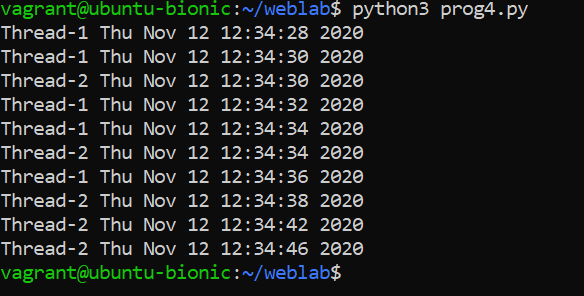 vagrant@ubuntu-bionic:~/weblab$ python3 prog4.py
Thread-1 Thu Nov 12 12:34:28 2020
Thread-1 Thu Nov 12 12:34:30 2020
Thread-2 Thu Nov 12 12:34:30 2020
Thread-1 Thu Nov 12 12:34:32 2020
Thread-1 Thu Nov 12 12:34:34 2020
Thread-2 Thu Nov 12 12:34:34 2020
Thread-1 Thu Nov 12 12:34:36 2020
Thread-2 Thu Nov 12 12:34:38 2020
Thread-2 Thu Nov 12 12:34:42 2020
Thread-2 Thu Nov 12 12:34:46 2020
vagrant@ubuntu-bionic:~/weblab$